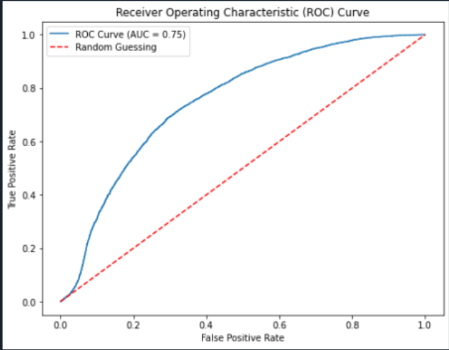 Receiver Operating Characteristic (ROC) Curve
ROC Curve (AUC = 0.75)
Random Guessing
True Positive Rate
1.0
0.8
0.6
0.4
0.2
0.0
0.0 0.2 0.4 0.6 0.8 1.0
False Positive Rate